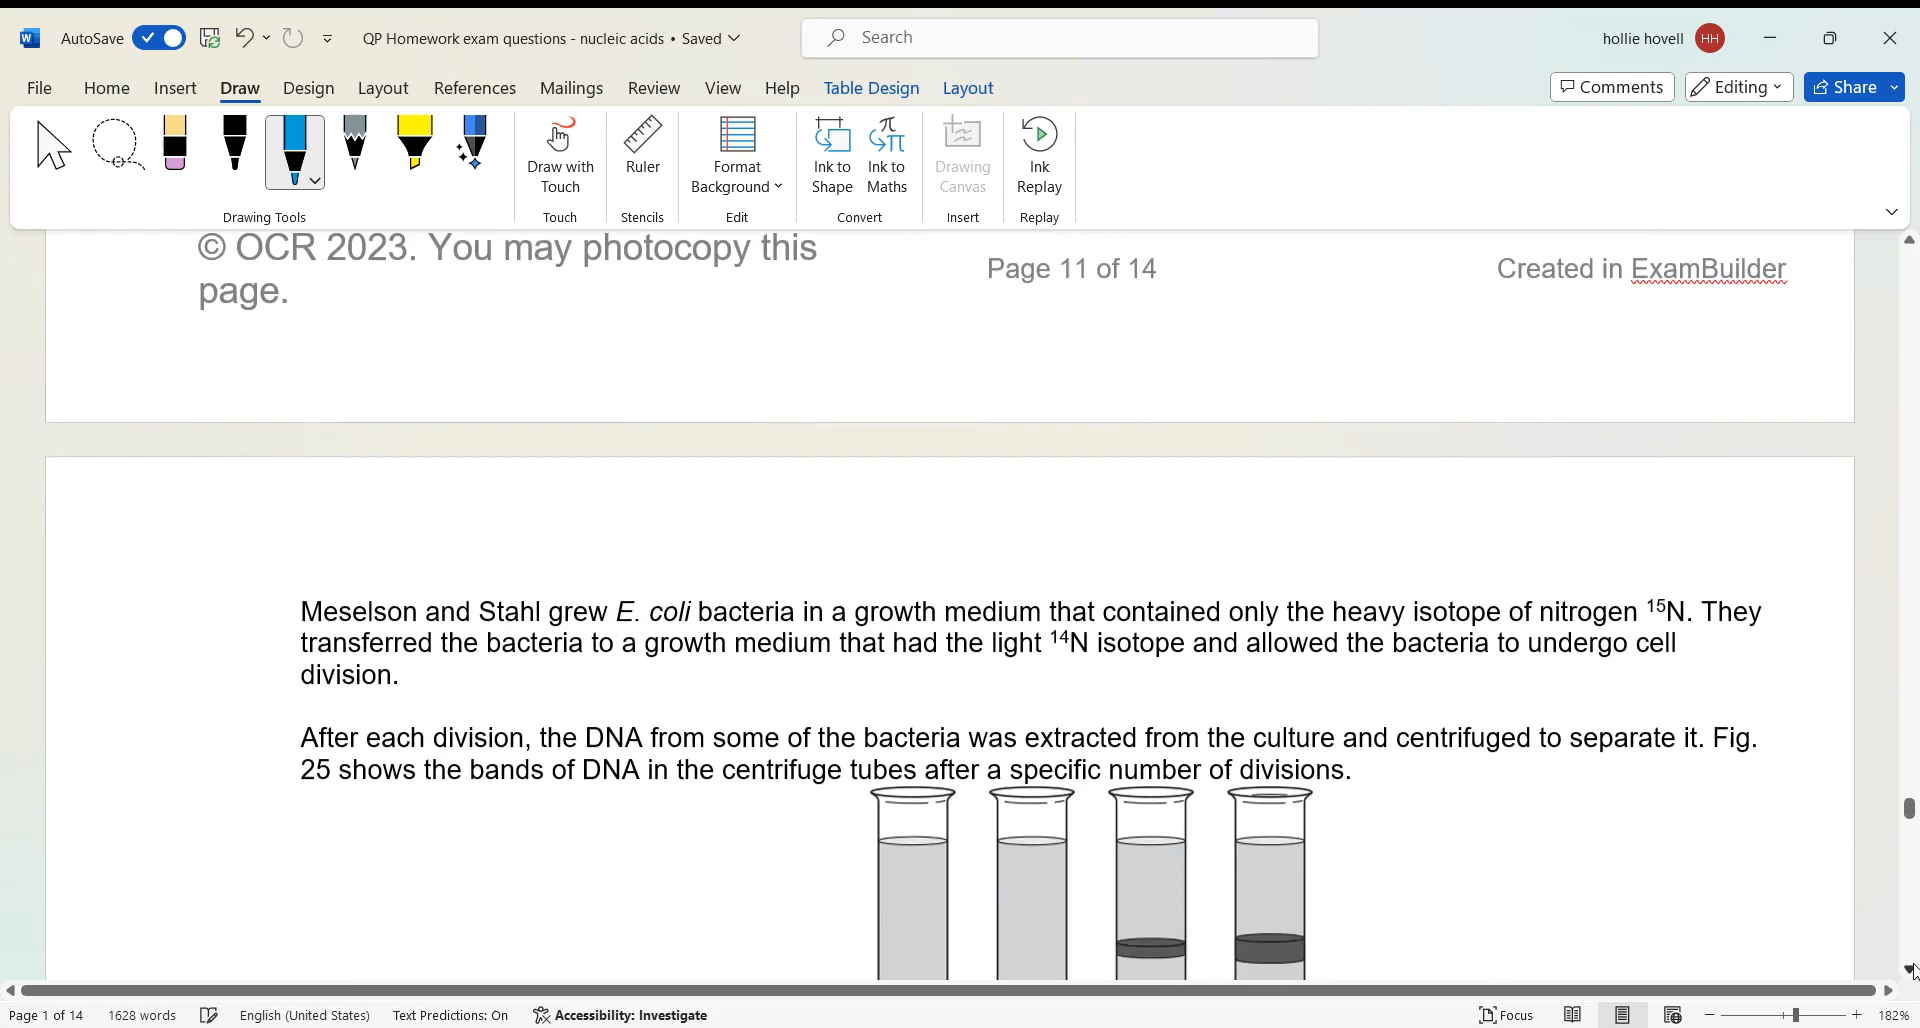 AutoSave QP Homework exam questions - nucleic acids • Saved Search hollie hovell HH
File Home Insert Draw Design Layout References Mailings Review View Help Table Design Layout Comments Editing Share
Draw with Touch
Ruler
Format Background
Ink to Shape
Ink to Maths
Drawing Canvas
Ink Replay
Drawing Tools Touch Stencils Edit Convert Insert Replay
© OCR 2023. You may photocopy this
page.
Page 11 of 14
Created in ExamBuilder
Meselson and Stahl grew E. coli bacteria in a growth medium that contained only the heavy isotope of nitrogen ¹⁵N. They
transferred the bacteria to a growth medium that had the light ¹⁴N isotope and allowed the bacteria to undergo cell
division.
After each division, the DNA from some of the bacteria was extracted from the culture and centrifuged to separate it. Fig.
25 shows the bands of DNA in the centrifuge tubes after a specific number of divisions.
Page 1 of 14 1628 words English (United States) Text Predictions: On Accessibility: Investigate Focus 182%